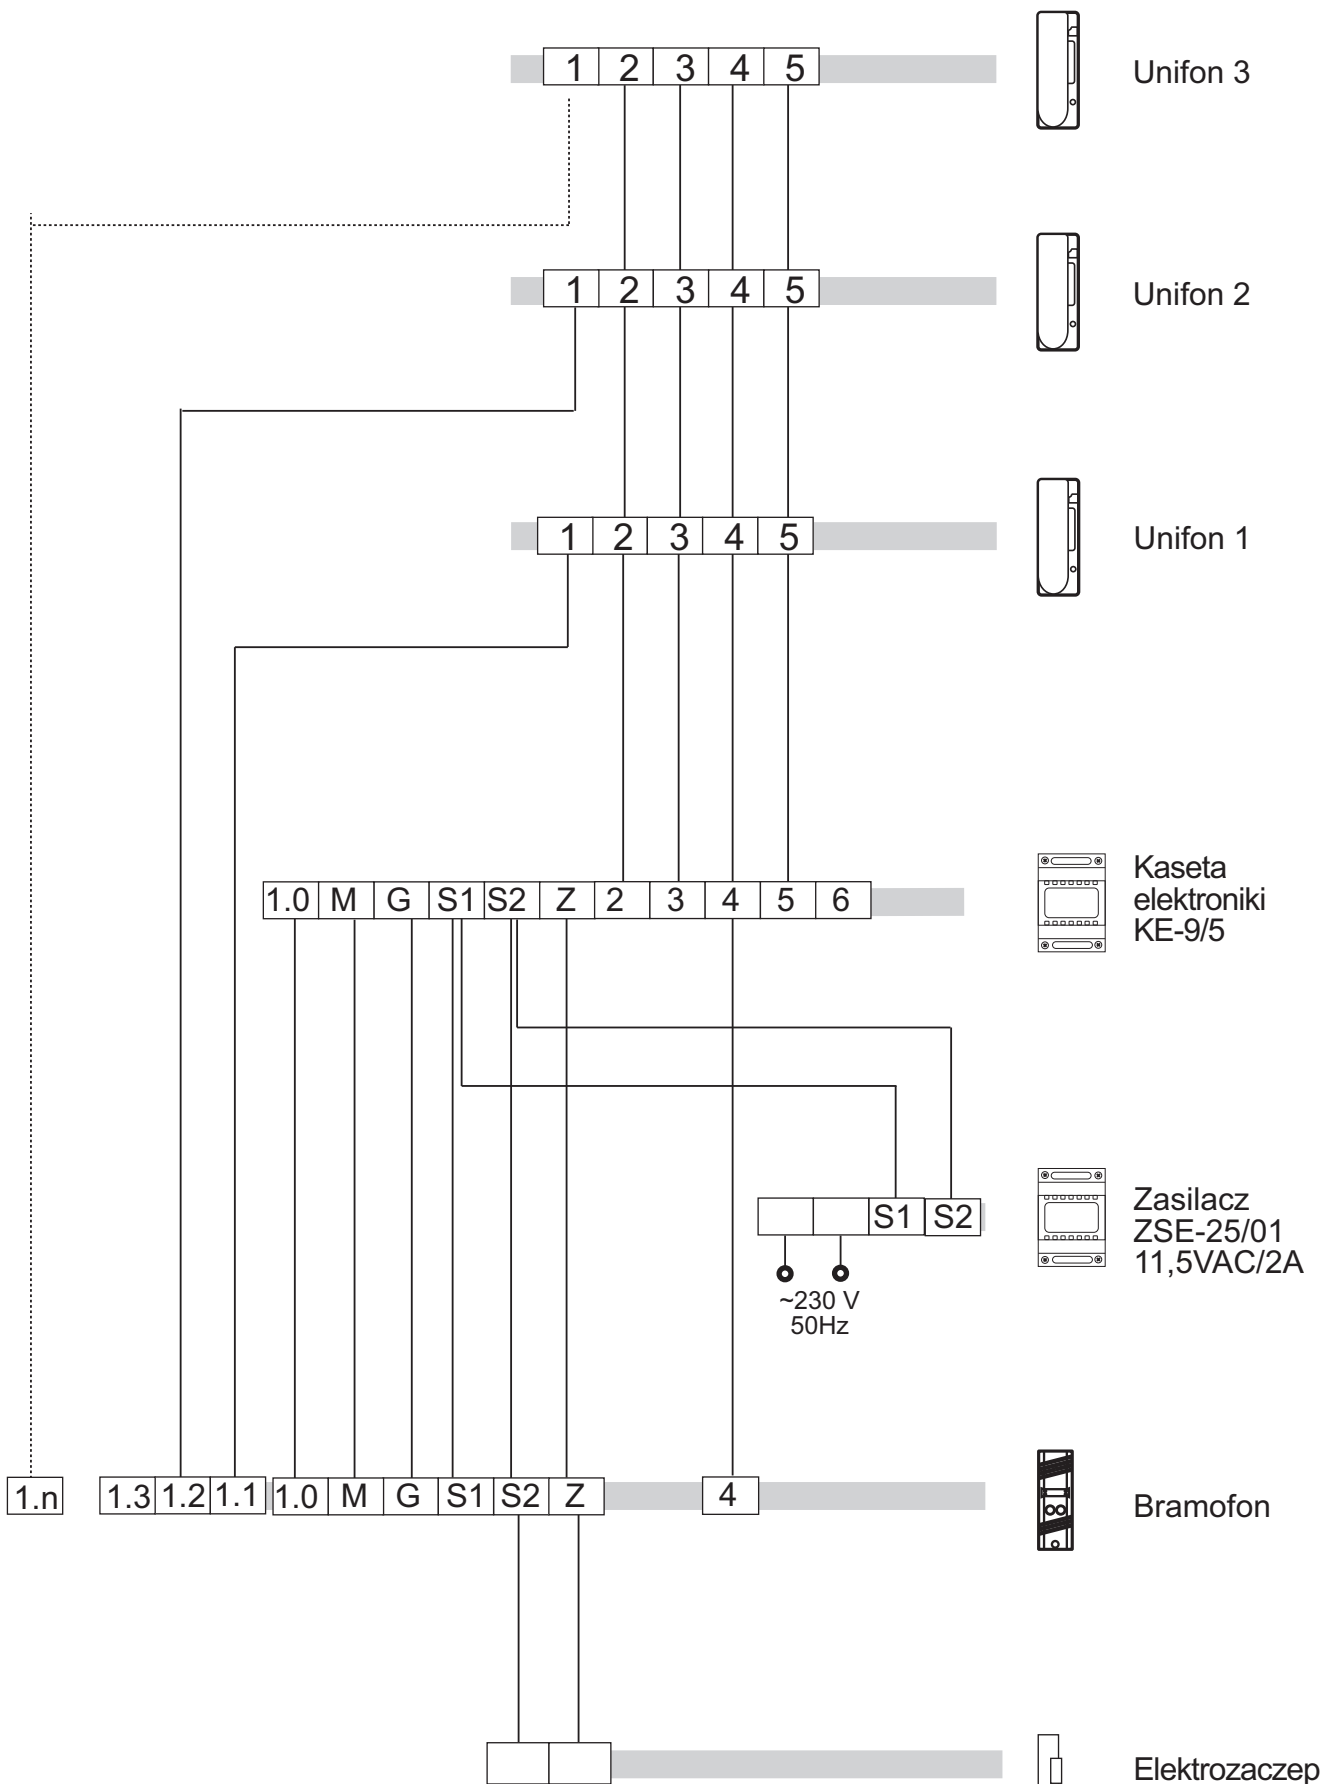 1 2 3 4 5
Unifon 3
1 2 3 4 5
Unifon 2
1 2 3 4 5
Unifon 1
1.0 M G S1 S2 Z 2 3 4 5 6
Kaseta
elektroniki
KE-9/5
S1 S2
~230 V
50Hz
Zasilacz
ZSE-25/01
11,5VAC/2A
1.n 1.3 1.2 1.1 1.0 M G S1 S2 Z 4
Bramofon
Elektrozaczep